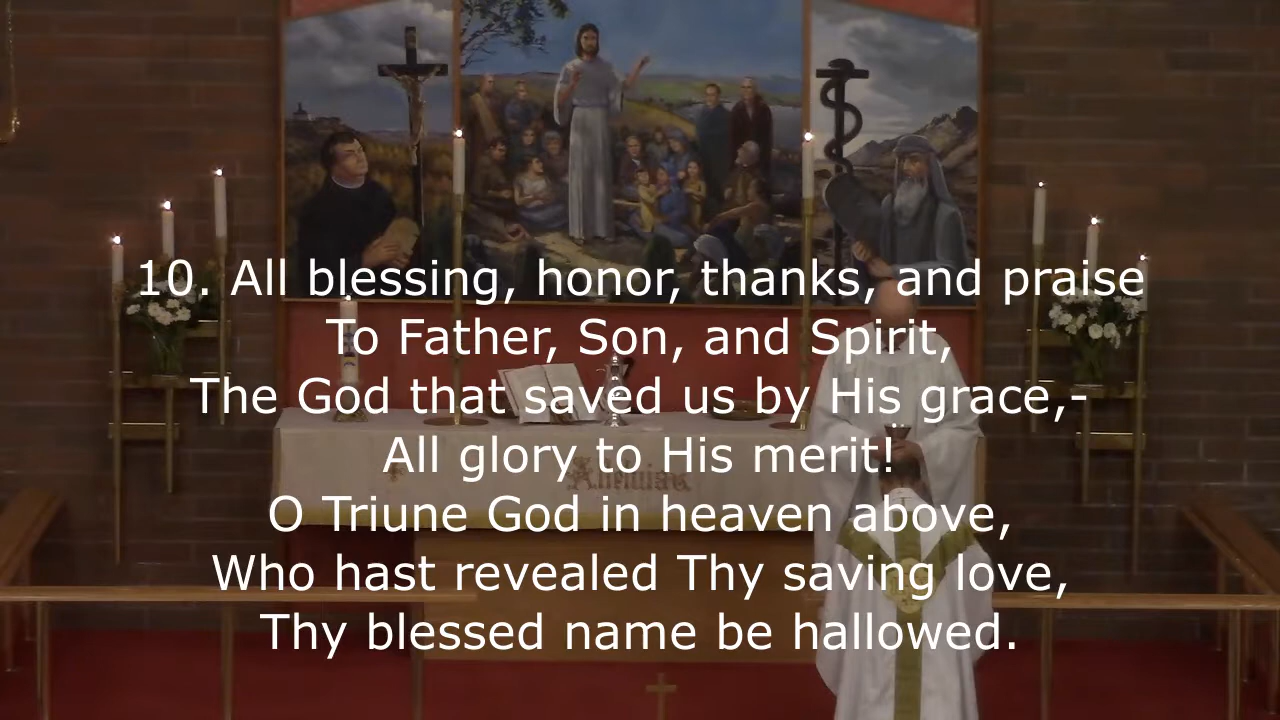 10. All blessing, honor, thanks, and praise
To Father, Son, and Spirit,
The God that saved us by His grace,-
All glory to His merit!
O Triune God in heaven above,
Who hast revealed Thy saving love,
Thy blessed name be hallowed.
Alleluia